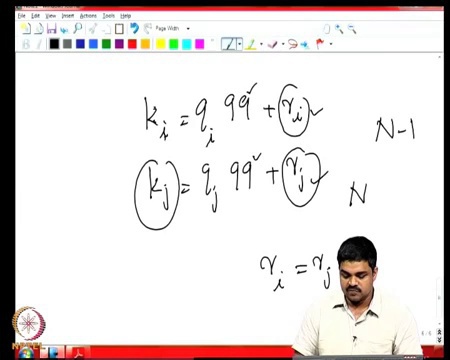 File Edit View Insert Actions Tools Help
Page Width
k_i = q_i 99 + r_i
N-1
k_j = q_j 99 + r_j
N
r_i = r_j